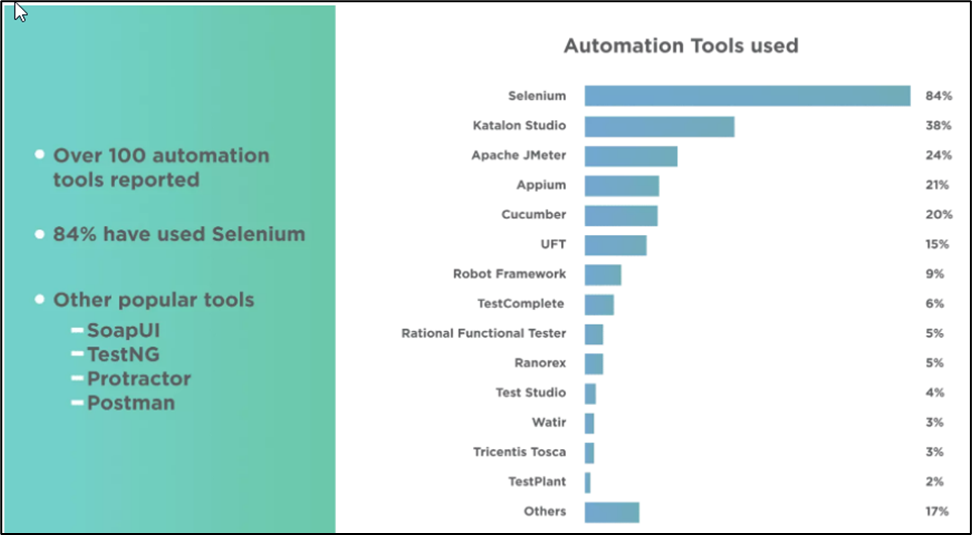 Over 100 automation
tools reported
84% have used Selenium
Other popular tools
SoapUI
TestNG
Protractor
Postman
Automation Tools used
Selenium 84%
Katalon Studio 38%
Apache JMeter 24%
Appium 21%
Cucumber 20%
UFT 15%
Robot Framework 9%
TestComplete 6%
Rational Functional Tester 5%
Ranorex 5%
Test Studio 4%
Watir 3%
Tricentis Tosca 3%
TestPlant 2%
Others 17%